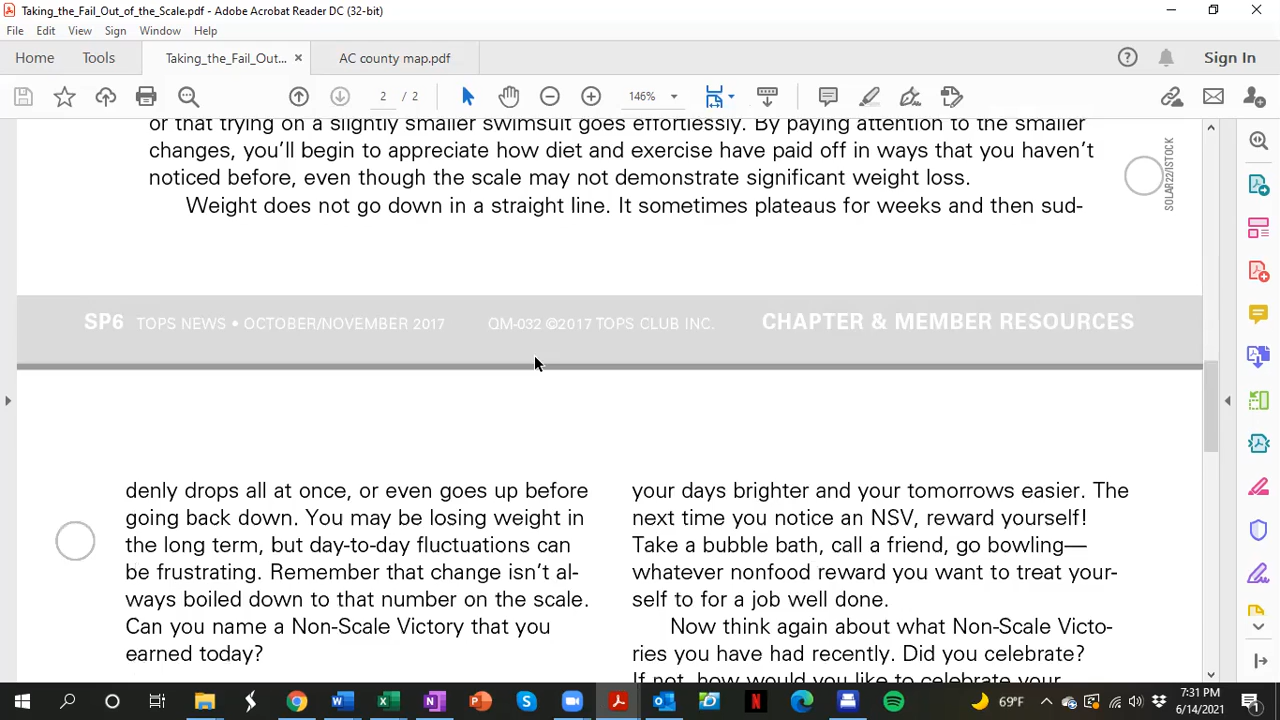 Taking_the_Fail_Out_of_the_Scale.pdf - Adobe Acrobat Reader DC (32-bit)
File Edit View Sign Window Help
Home Tools Taking_the_Fail_Out... × AC county map.pdf Sign In
2 / 2 146%
or that trying on a slightly smaller swimsuit goes effortlessly. By paying attention to the smaller
changes, you'll begin to appreciate how diet and exercise have paid off in ways that you haven't
noticed before, even though the scale may not demonstrate significant weight loss.
Weight does not go down in a straight line. It sometimes plateaus for weeks and then sud-
SOLAR22/ISTOCK
SP6 TOPS NEWS • OCTOBER/NOVEMBER 2017 QM-032 ©2017 TOPS CLUB INC. CHAPTER & MEMBER RESOURCES
denly drops all at once, or even goes up before
going back down. You may be losing weight in
the long term, but day-to-day fluctuations can
be frustrating. Remember that change isn't al-
ways boiled down to that number on the scale.
Can you name a Non-Scale Victory that you
earned today?
your days brighter and your tomorrows easier. The
next time you notice an NSV, reward yourself!
Take a bubble bath, call a friend, go bowling—
whatever nonfood reward you want to treat your-
self to for a job well done.
Now think again about what Non-Scale Victo-
ries you have had recently. Did you celebrate?
If not, how would you like to celebrate your
69°F
7:31 PM
6/14/2021